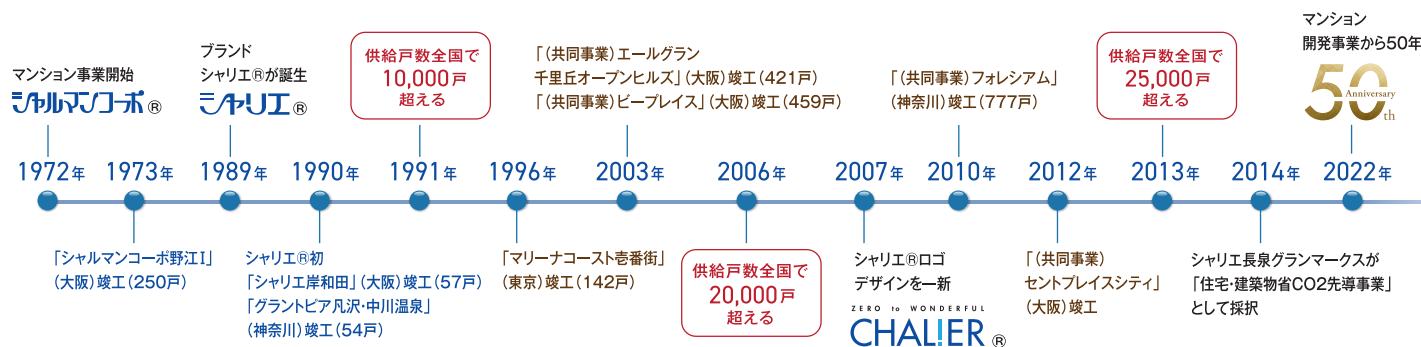 マンション事業開始
シャルマンコーポ®
1972年
1973年
「シャルマンコーポ野江Ⅰ」
(大阪)竣工(250戸)
ブランド
シャリエ®が誕生
シャリエ®
1989年
1990年
シャリエ®初
「シャリエ岸和田」(大阪)竣工(57戸)
「グラントピア凡沢・中川温泉」
(神奈川)竣工(54戸)
供給戸数全国で
10,000戸
超える
1991年
1996年
「マリーナコースト壱番街」
(東京)竣工(142戸)
「(共同事業)エールグラン
千里丘オーブンヒルズ」(大阪)竣工(421戸)
「(共同事業)ビープレイス」(大阪)竣工(459戸)
2003年
2006年
供給戸数全国で
20,000戸
超える
2007年
シャリエ®ロゴ
デザインを一新
ZERO to WONDERFUL
CHAL!ER®
「(共同事業)フォレシアム」
(神奈川)竣工(777戸)
2010年
2012年
「(共同事業)
セントプレイスシティ」
(大阪)竣工
供給戸数全国で
25,000戸
超える
2013年
2014年
シャリエ長泉グランマークスが
「住宅・建築物省CO2先導事業」
として採択
マンション
開発事業から50年
50th Anniversary
2022年